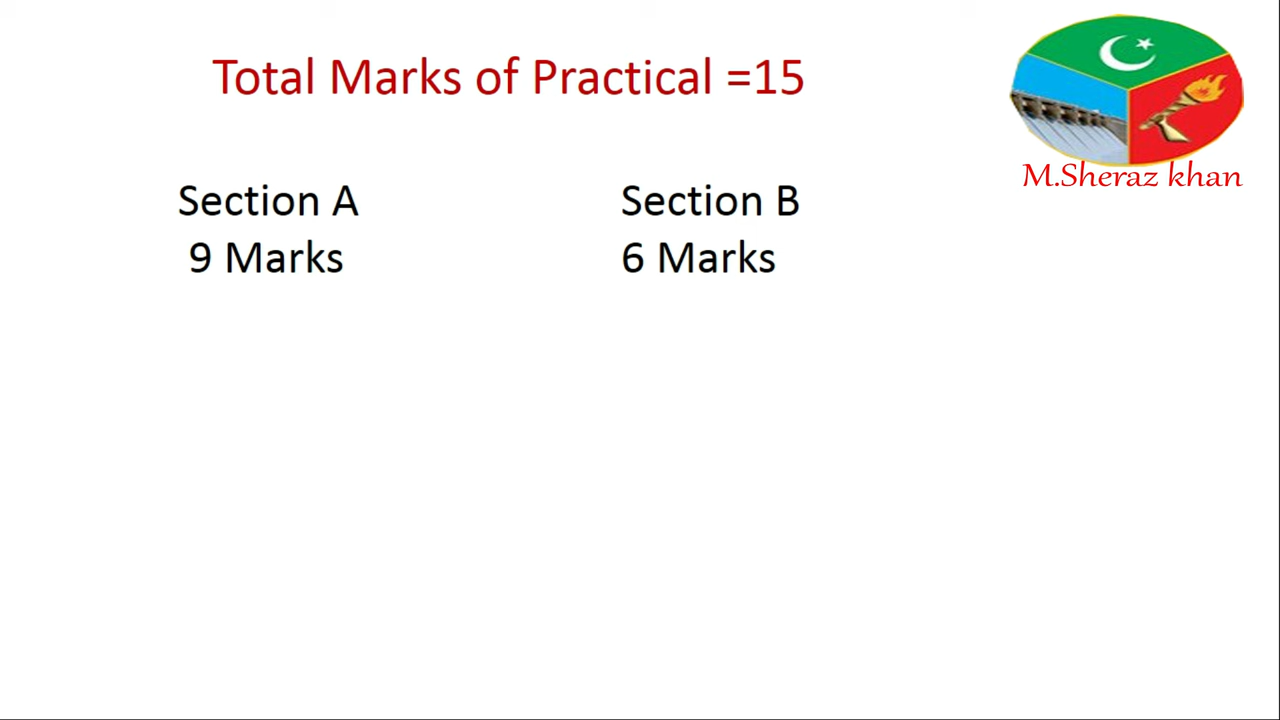 Total Marks of Practical =15
M.Sheraz khan
Section A
9 Marks
Section B
6 Marks